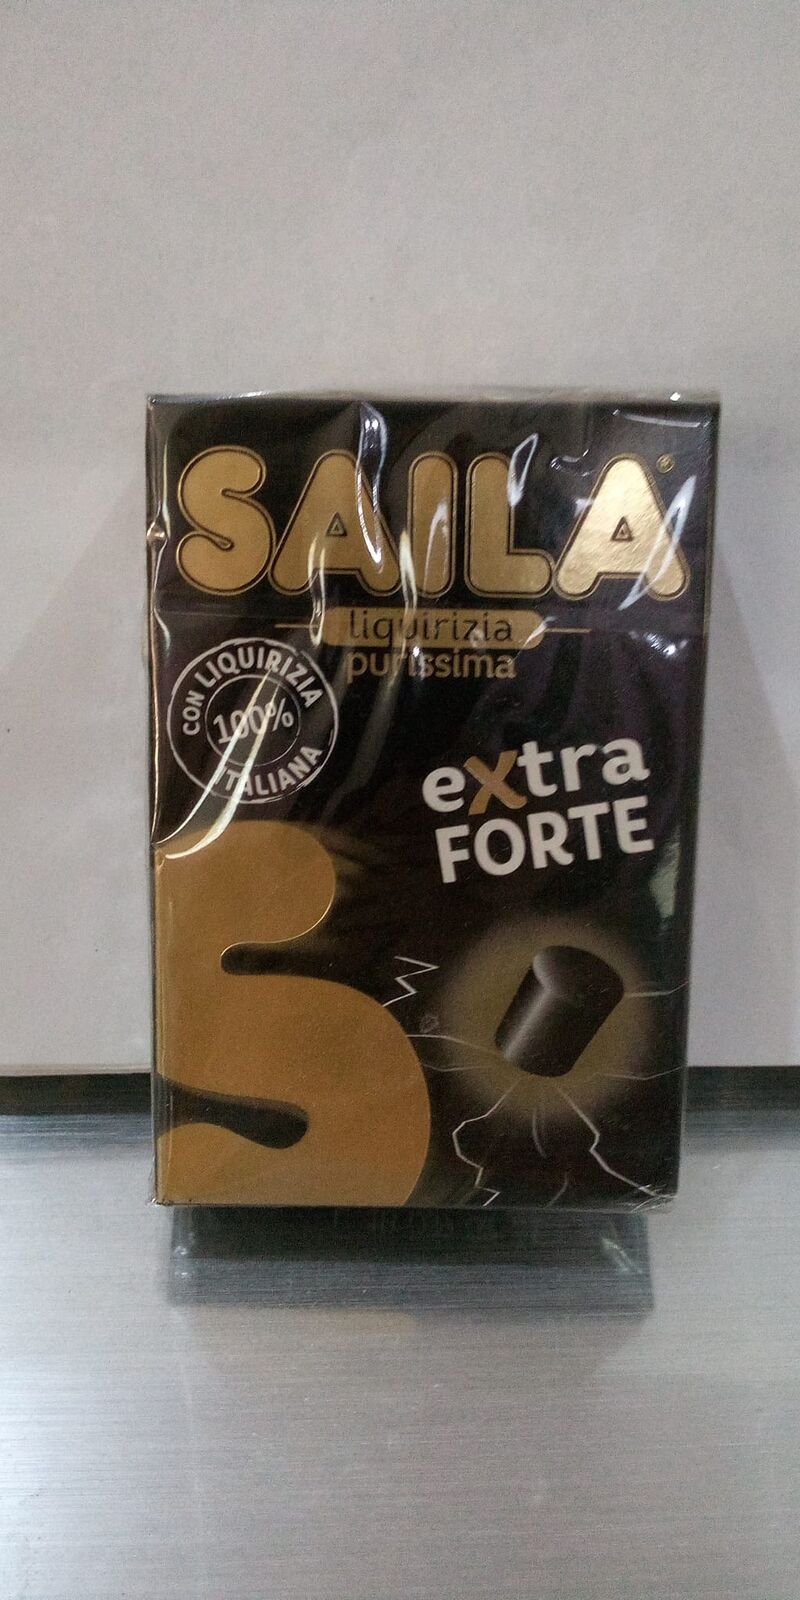 SAILA®
liquirizia
purissima
CON LIQUIRIZIA
100%
ITALIANA
extra
FORTE
S